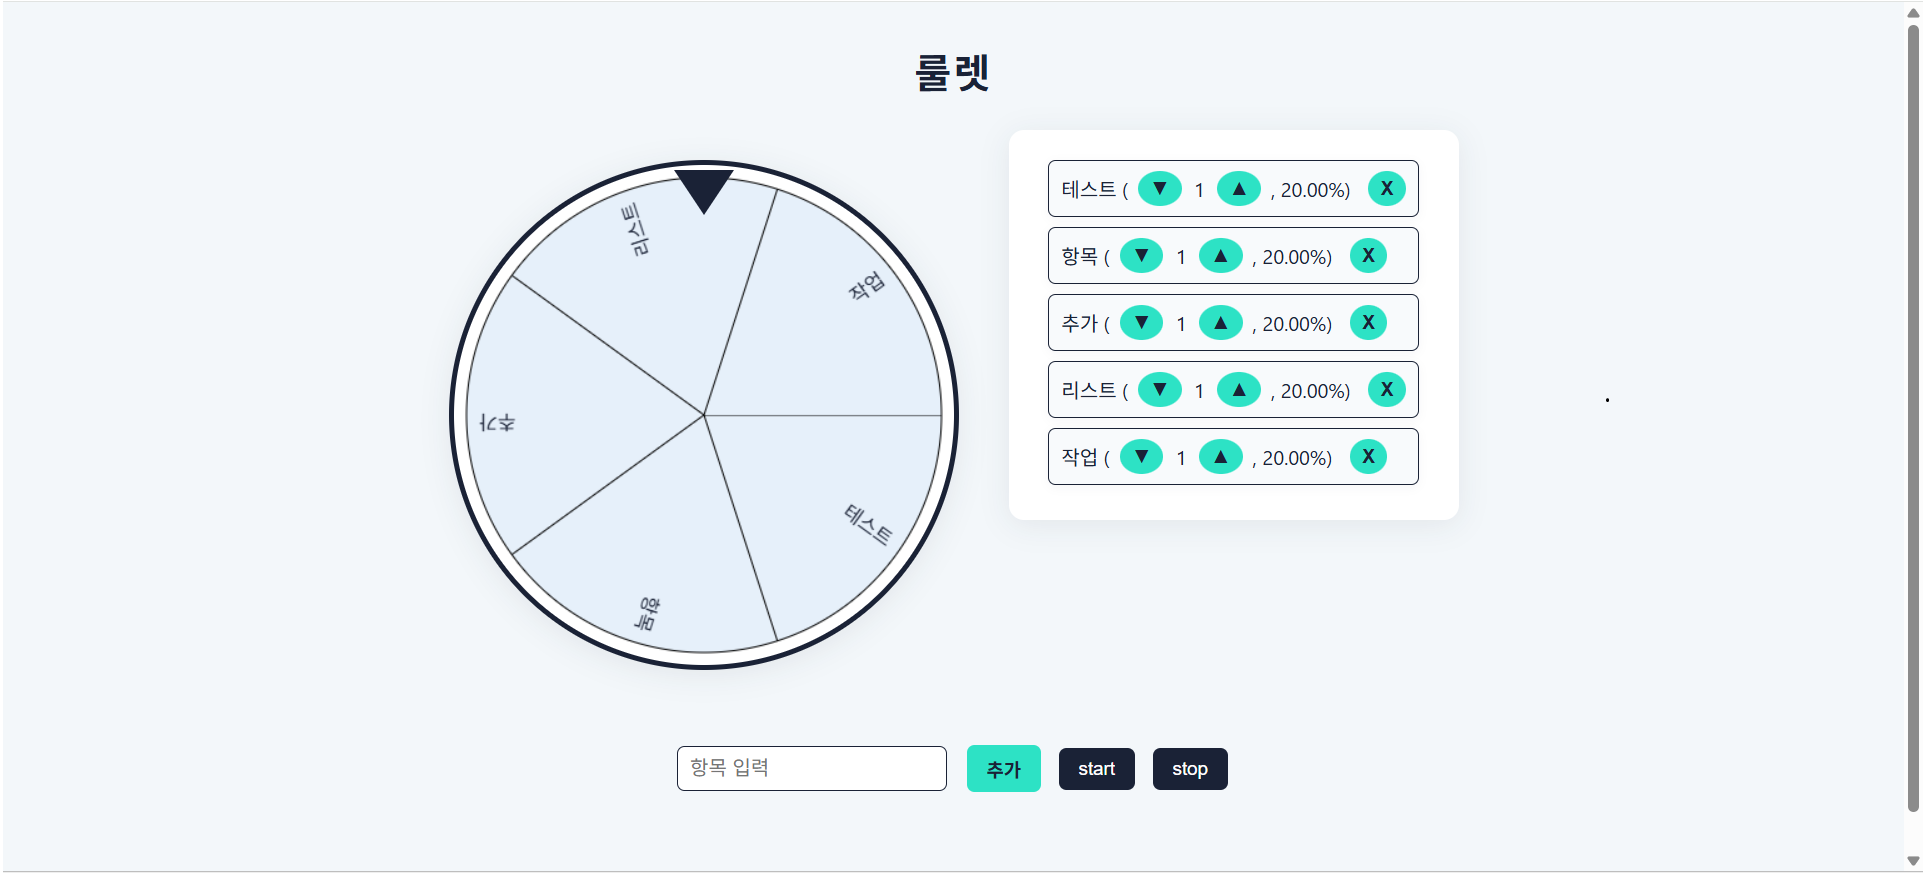 룰렛
리스트
작업
추가
테스트
항목
테스트 ( ▼ 1 ▲ , 20.00%) X
항목 ( ▼ 1 ▲ , 20.00%) X
추가 ( ▼ 1 ▲ , 20.00%) X
리스트 ( ▼ 1 ▲ , 20.00%) X
작업 ( ▼ 1 ▲ , 20.00%) X
항목 입력 추가 start stop